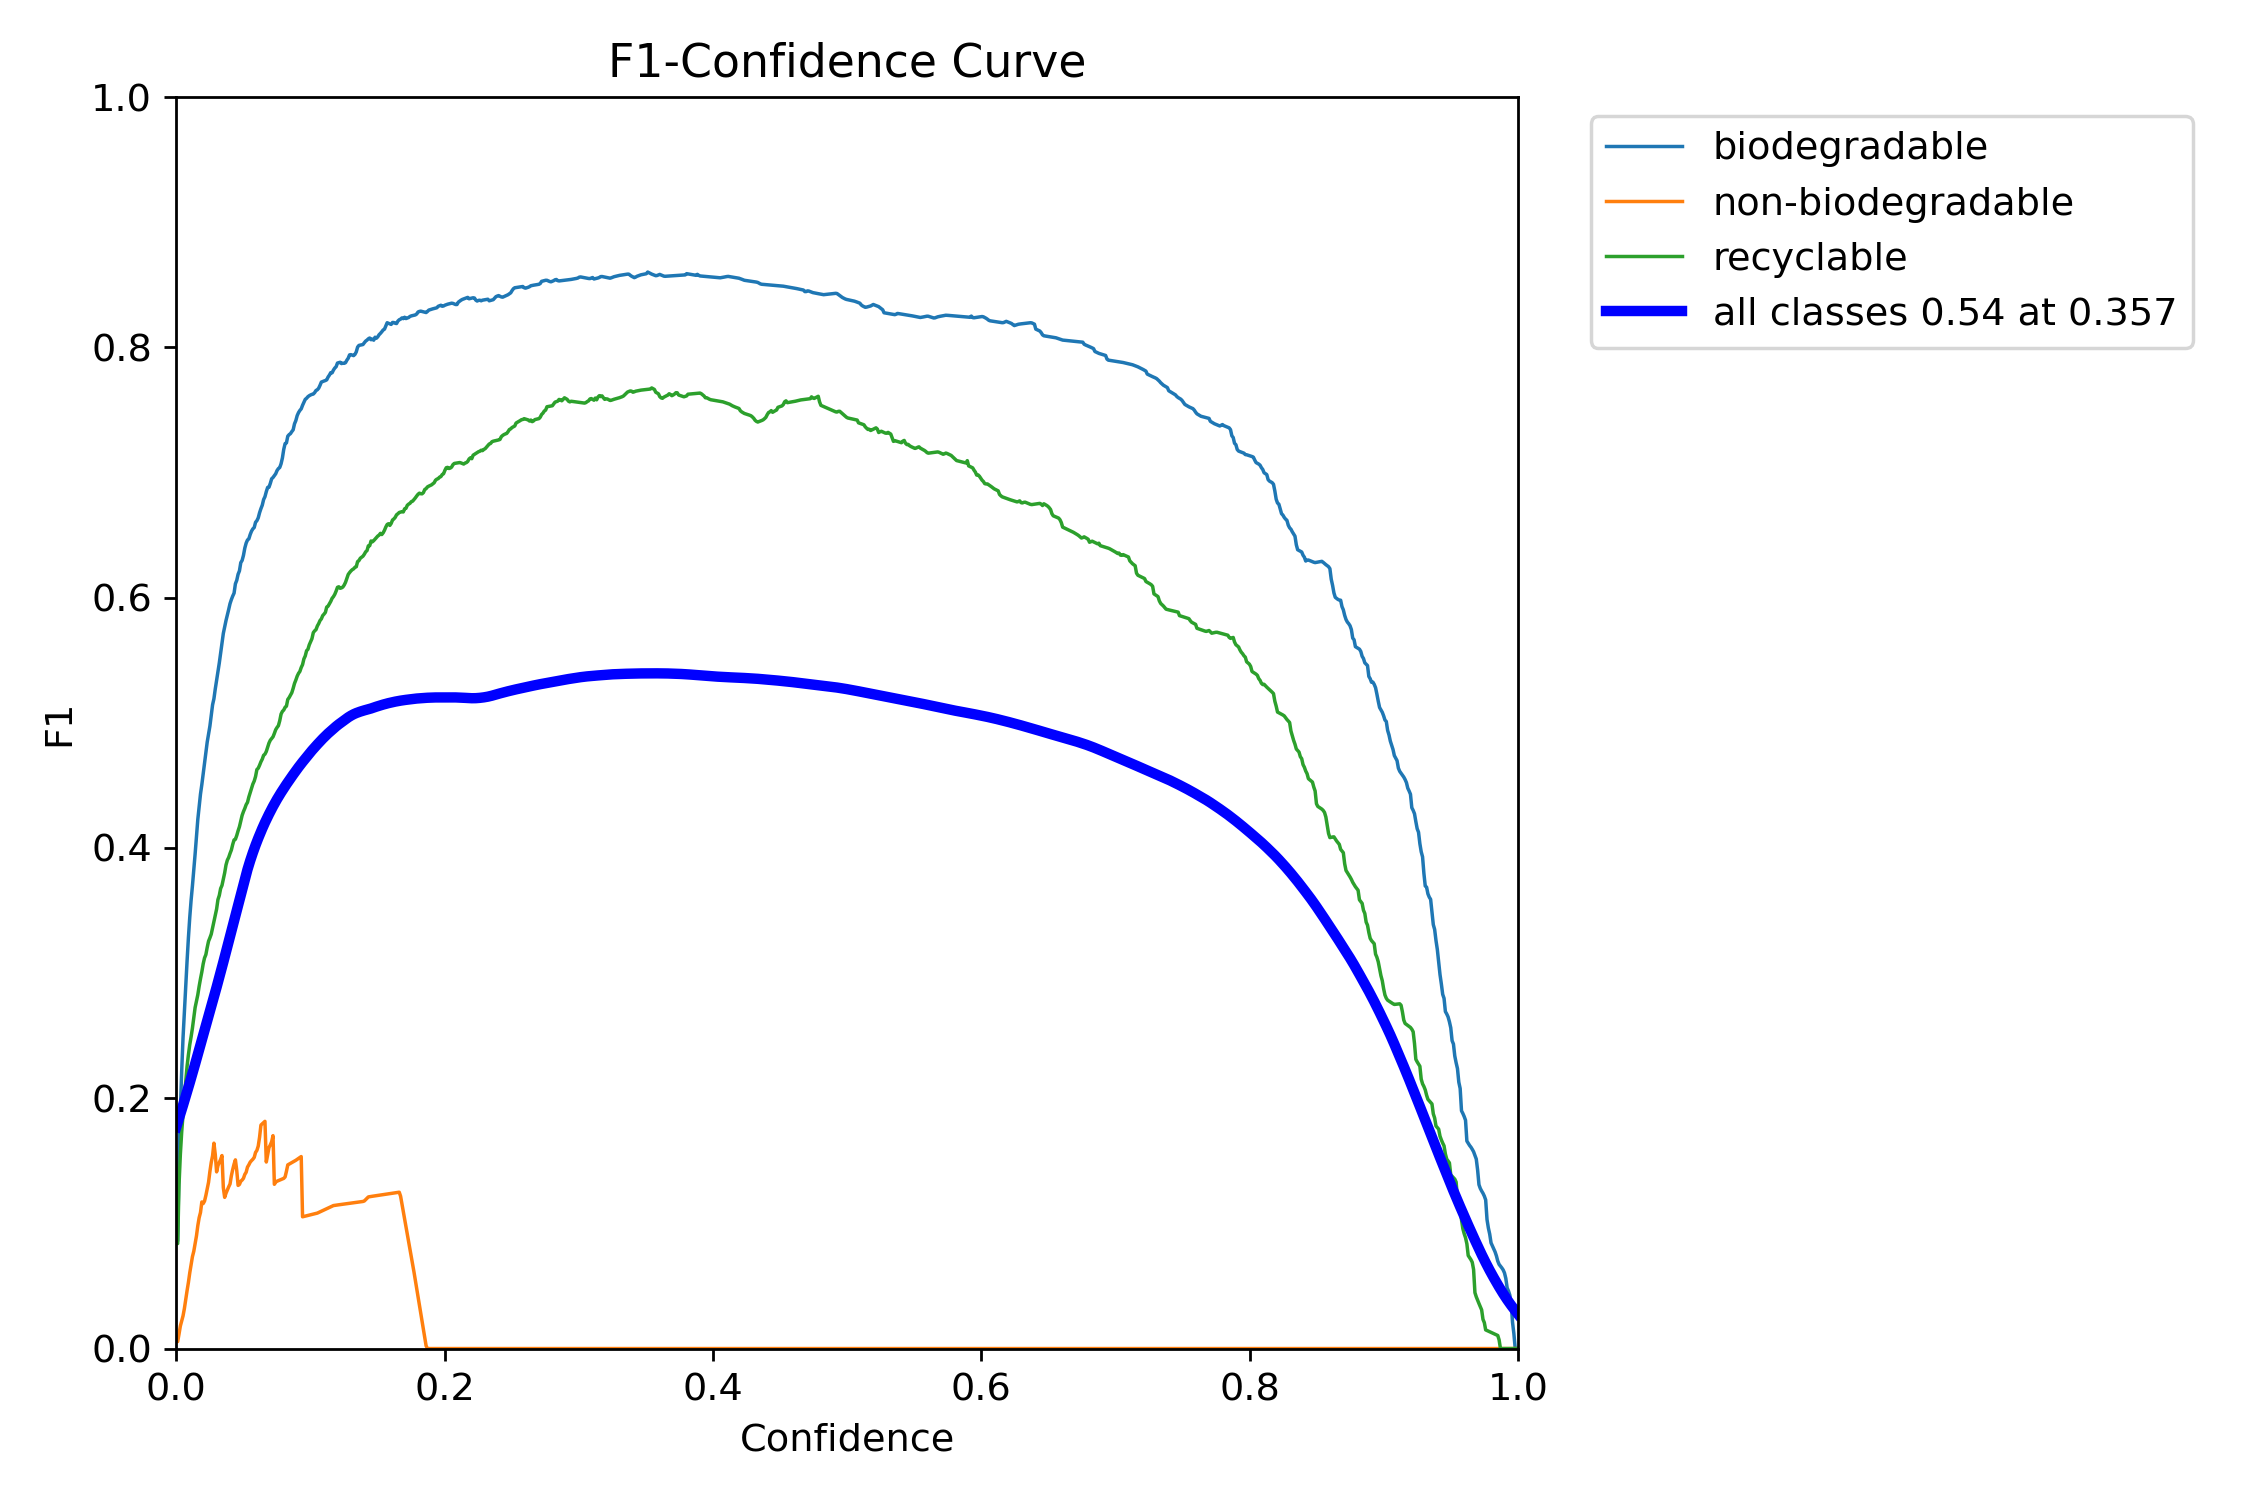 F1-Confidence Curve
1.0
0.8
0.6
0.4
0.2
0.0
F1
0.0 0.2 0.4 0.6 0.8 1.0
Confidence
biodegradable
non-biodegradable
recyclable
all classes 0.54 at 0.357